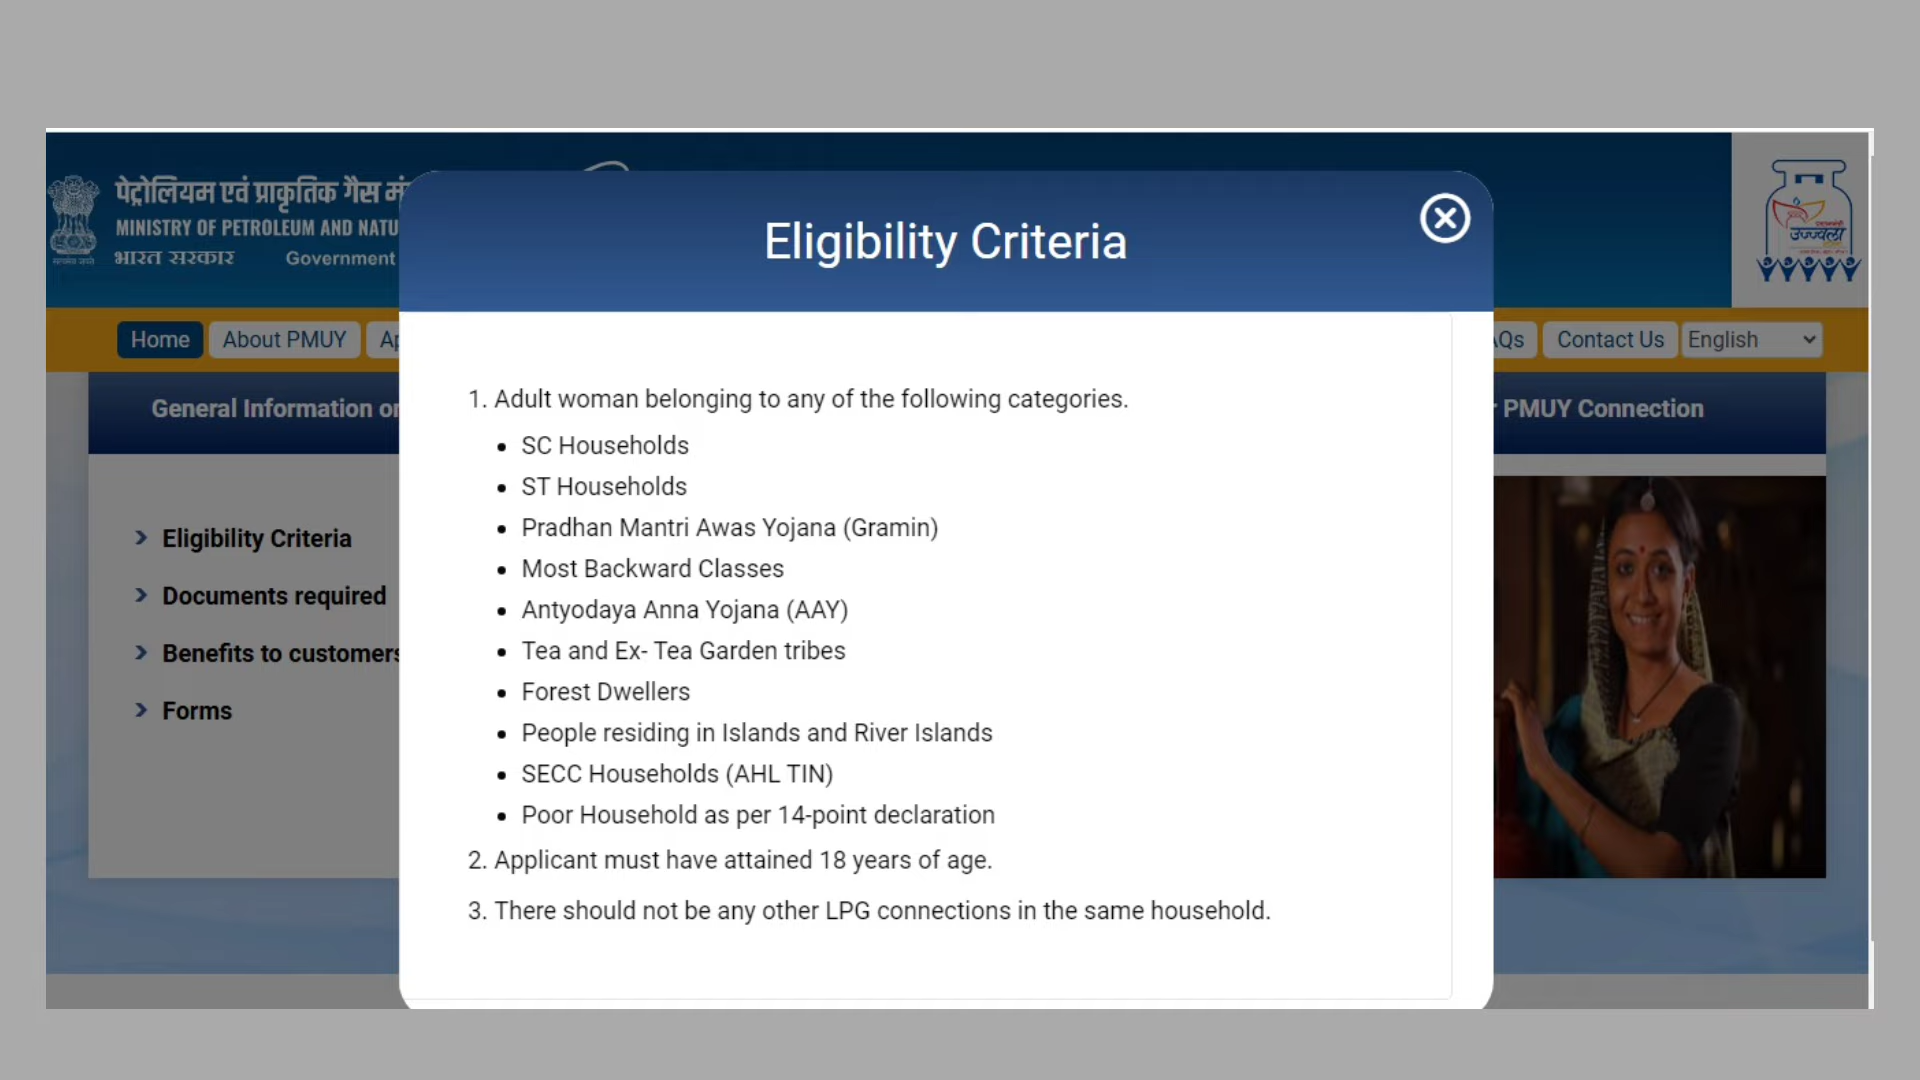 पेट्रोलियम एवं प्राकृतिक गैस
MINISTRY OF PETROLEUM AND
भारत सरकार Government
उज्ज्वला
Eligibility Criteria
Home About PMUY
Contact Us English
General Information
PMUY Connection
Eligibility Criteria
Documents required
Benefits to customers
Forms
1. Adult woman belonging to any of the following categories.
• SC Households
• ST Households
• Pradhan Mantri Awas Yojana (Gramin)
• Most Backward Classes
• Antyodaya Anna Yojana (AAY)
• Tea and Ex- Tea Garden tribes
• Forest Dwellers
• People residing in Islands and River Islands
• SECC Households (AHL TIN)
• Poor Household as per 14-point declaration
2. Applicant must have attained 18 years of age.
3. There should not be any other LPG connections in the same household.